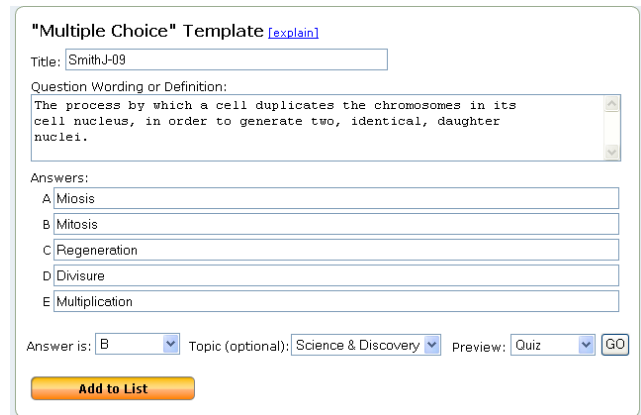 "Multiple Choice" Template [explain]
Title: SmithJ-09
Question Wording or Definition:
The process by which a cell duplicates the chromosomes in its
cell nucleus, in order to generate two, identical, daughter
nuclei.
Answers:
A Miosis
B Mitosis
C Regeneration
D Divisure
E Multiplication
Answer is: B Topic (optional): Science & Discovery Preview: Quiz GO
Add to List